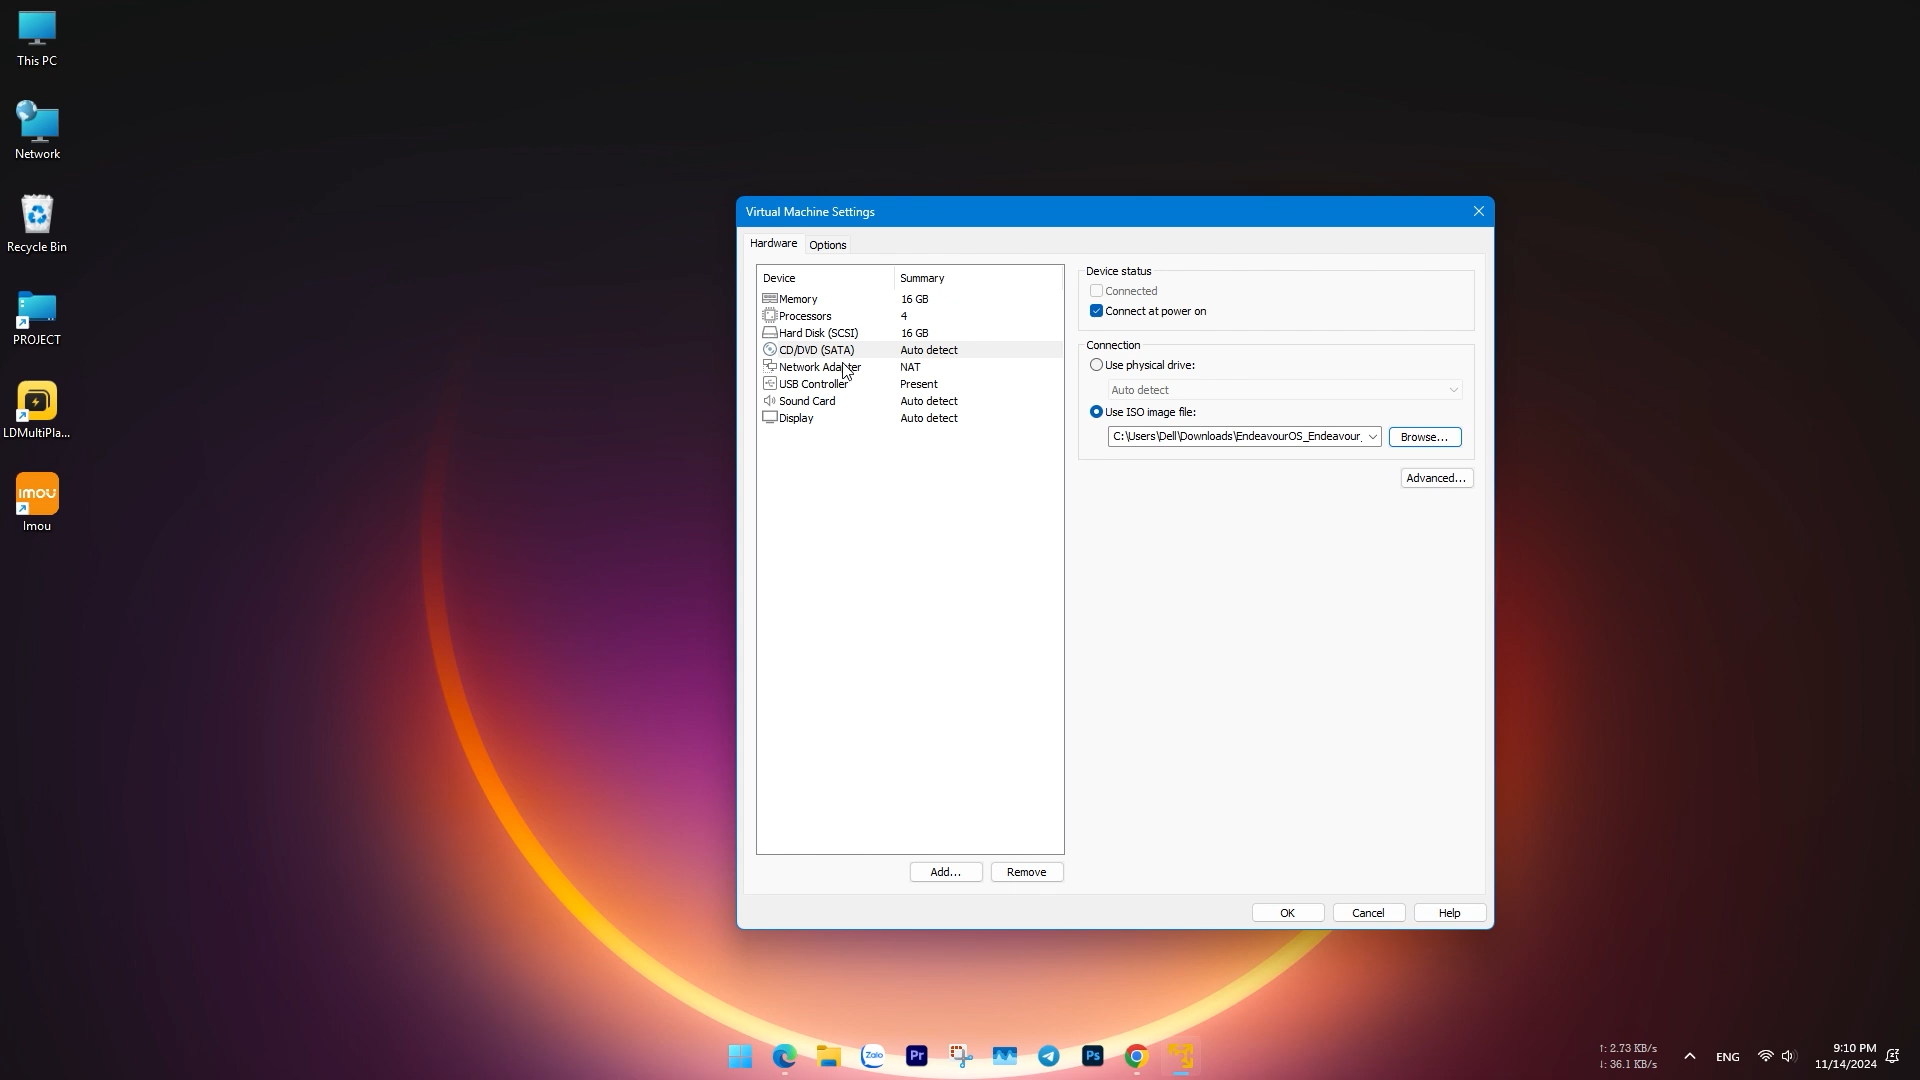 This PC
Network
Recycle Bin
PROJECT
LDMultiPla...
imou
Imou
Virtual Machine Settings
Hardware
Options
Device
Summary
Memory
16 GB
Processors
4
Hard Disk (SCSI)
16 GB
CD/DVD (SATA)
Auto detect
Network Adapter
NAT
USB Controller
Present
Sound Card
Auto detect
Display
Auto detect
Add...
Remove
Device status
Connected
Connect at power on
Connection
Use physical drive:
Auto detect
Use ISO image file:
C:\Users\Dell\Downloads\EndeavourOS_Endeavour_
Browse...
Advanced...
OK
Cancel
Help
Zalo
Pr
Ps
↑: 2.73 KB/s
↓: 36.1 KB/s
ENG
9:10 PM
11/14/2024